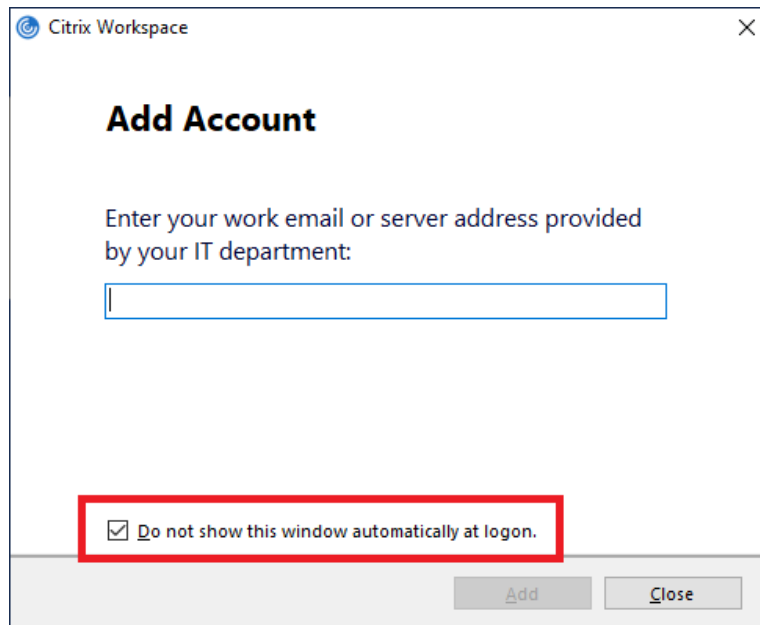 Citrix Workspace
Add Account
Enter your work email or server address provided
by your IT department:
Do not show this window automatically at logon.
Add
Close